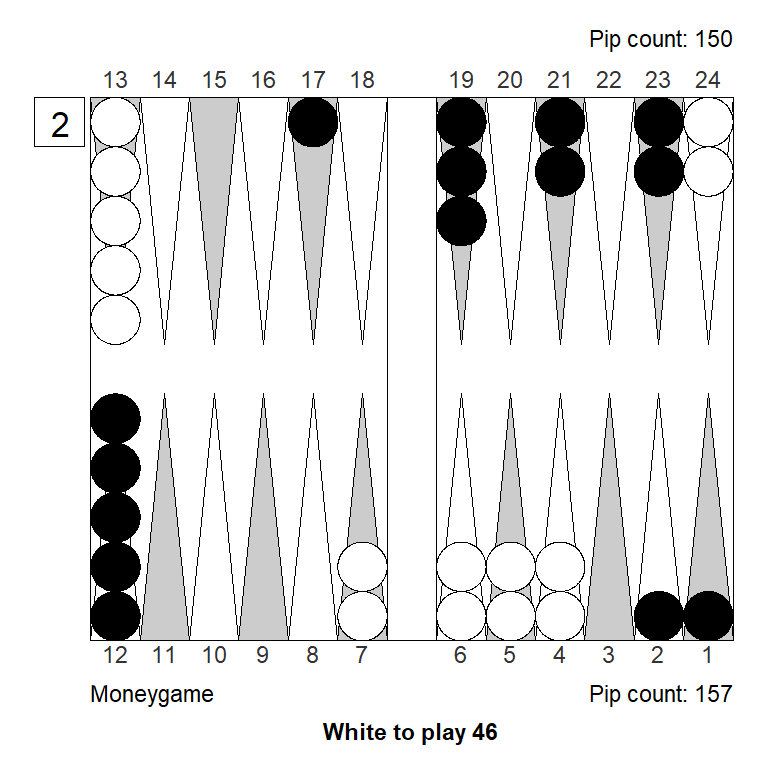 Pip count: 150
13 14 15 16 17 18 19 20 21 22 23 24
2
12 11 10 9 8 7 6 5 4 3 2 1
Moneygame Pip count: 157
White to play 46